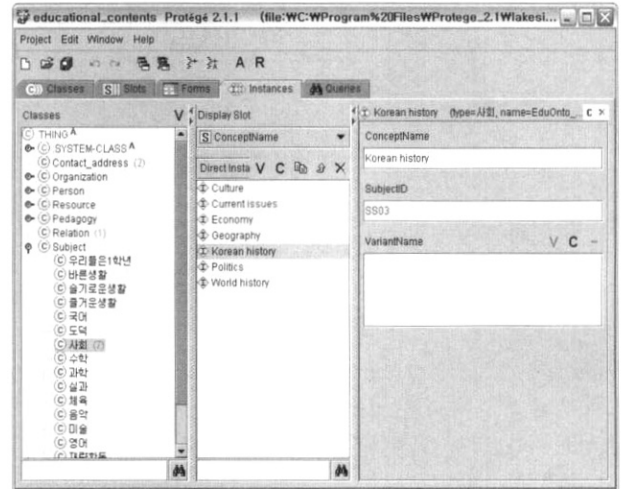 educational_contents Protégé 2.1.1 (file:₩C:₩Program%20Files₩Protege_2.1₩lakesi...
Project Edit Window Help
A R
C Classes S Slots Forms Instances Queries
Classes V
C THING A
C :SYSTEM-CLASS A
C Contact_address (2)
C Organization
C Person
C Resource
C Pedagogy
C Relation (1)
C Subject
C 우리들은1학년
C 바른생활
C 슬기로운생활
C 즐거운생활
C 국어
C 도덕
C 사회 (7)
C 수학
C 과학
C 실과
C 체육
C 음악
C 미술
C 영어
C 재량활동
Display Slot
S ConceptName
Direct Insta V C
Culture
Current issues
Economy
Geography
Korean history
Politics
World history
Korean history (type=사회, name=EduOnto_... C ×
ConceptName
Korean history
SubjectID
SS03
VariantName V C –